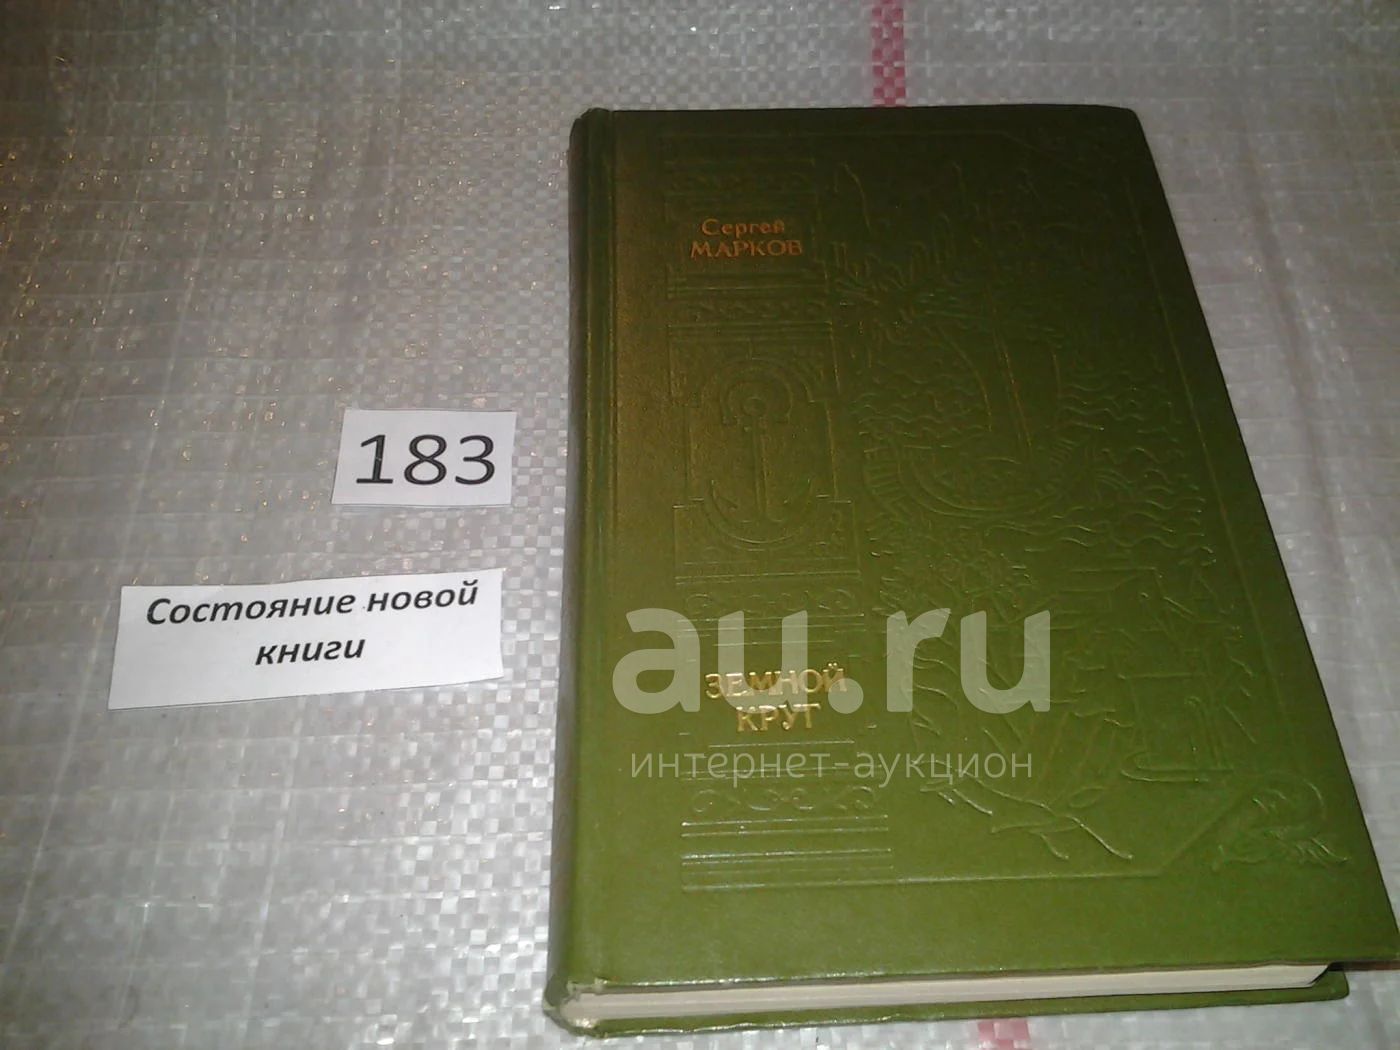 Сергей
МАРКОВ
183
Состояние новой
книги
au.ru
ЗЕМНОЙ
КРУГ
интернет-аукцион